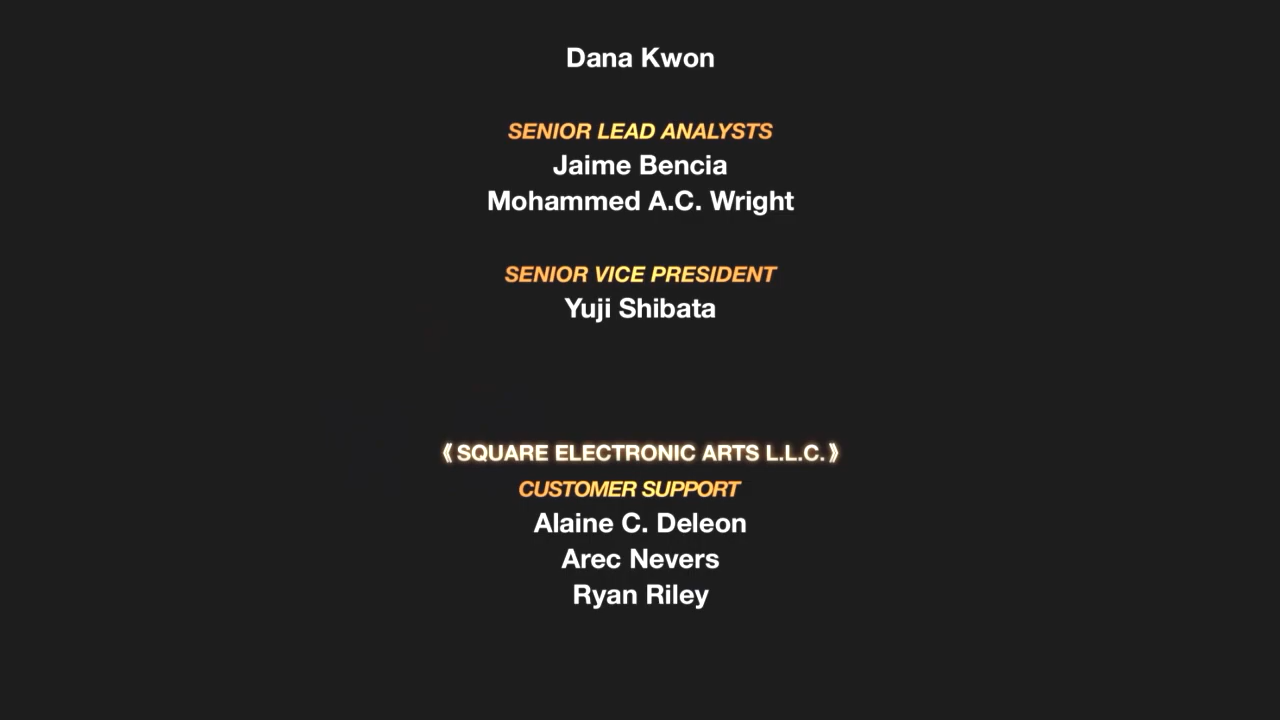 Dana Kwon
SENIOR LEAD ANALYSTS
Jaime Bencia
Mohammed A.C. Wright
SENIOR VICE PRESIDENT
Yuji Shibata
《SQUARE ELECTRONIC ARTS L.L.C.》
CUSTOMER SUPPORT
Alaine C. Deleon
Arec Nevers
Ryan Riley